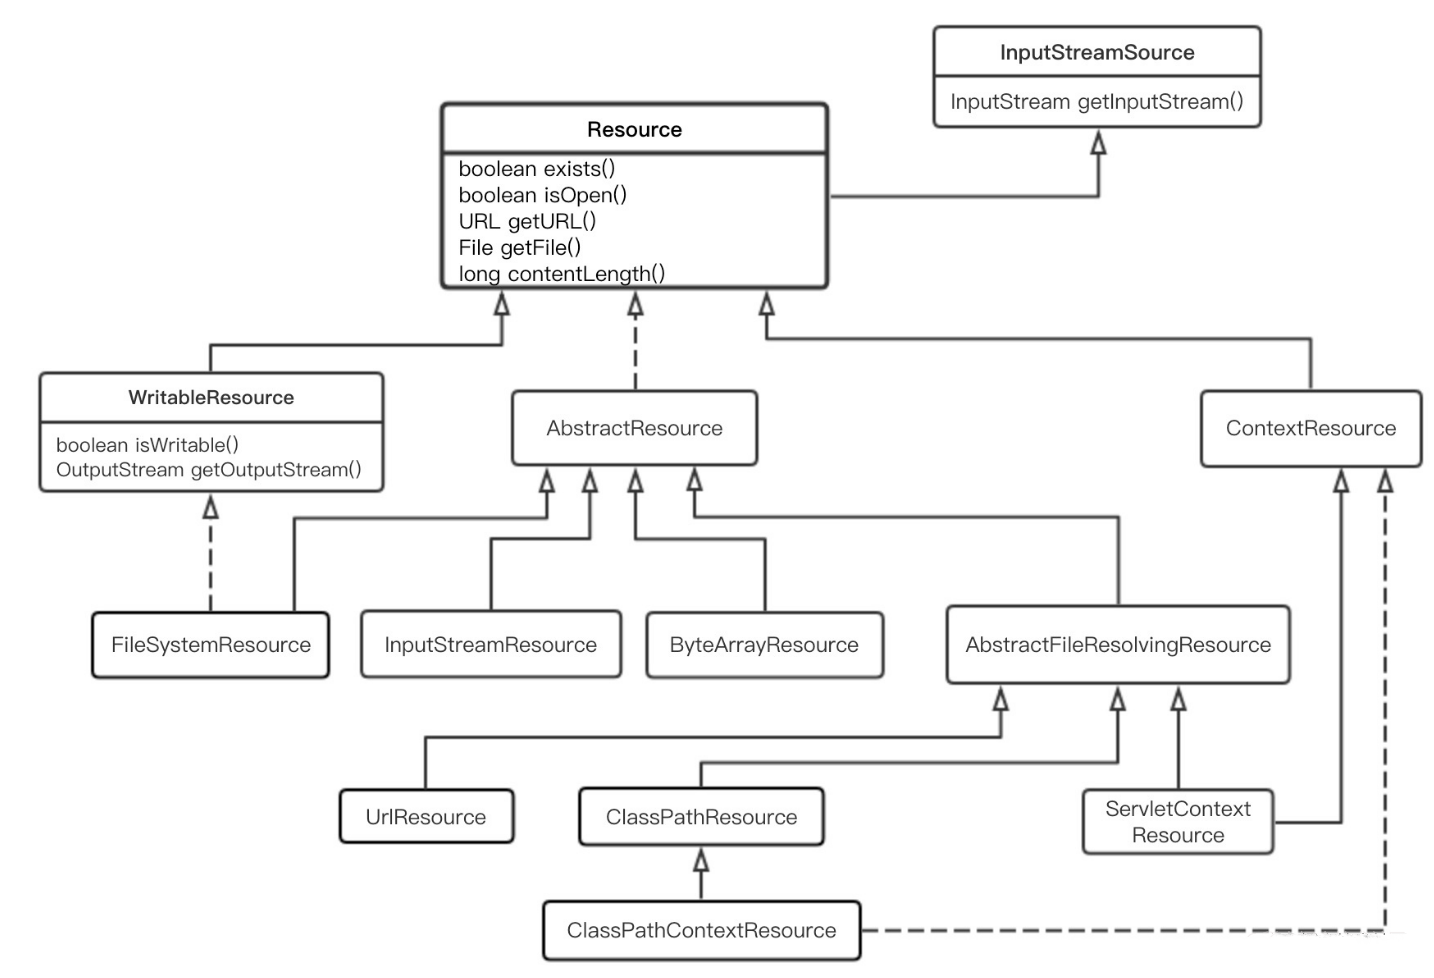 InputStreamSource
InputStream getInputStream()
Resource
boolean exists()
boolean isOpen()
URL getURL()
File getFile()
long contentLength()
WritableResource
boolean isWritable()
OutputStream getOutputStream()
AbstractResource
ContextResource
FileSystemResource
InputStreamResource
ByteArrayResource
AbstractFileResolvingResource
UrlResource
ClassPathResource
ServletContext
Resource
ClassPathContextResource